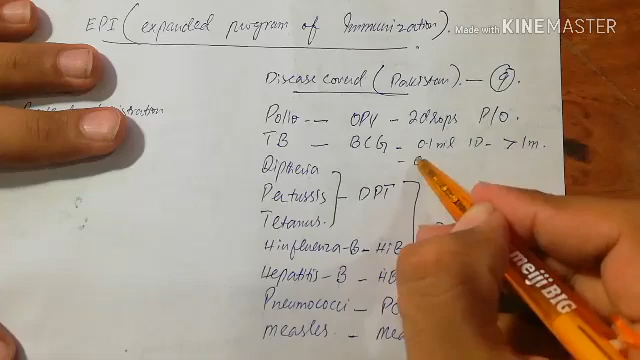 Made with KINEMASTER
EPI (expanded program of Immunization).
Disease coverd (Pakistan). — 9.
Polio — OPV – 2drops P/O.
TB — BCG – 0.1ml ID – >1m.
Diptheria
Pertussis – DPT
Tetanus.
Hinfluenza-B – HiB
Hepatitis-B – HB
Pneumococci – PC
measles. – Mea
meiji BIG